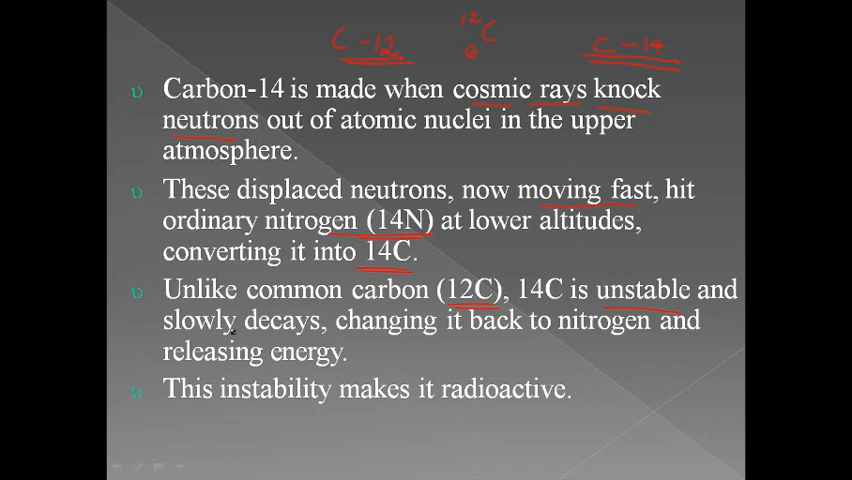 C-12 ¹²₆C C-14
Carbon-14 is made when cosmic rays knock
neutrons out of atomic nuclei in the upper
atmosphere.
These displaced neutrons, now moving fast, hit
ordinary nitrogen (14N) at lower altitudes,
converting it into 14C.
Unlike common carbon (12C), 14C is unstable and
slowly decays, changing it back to nitrogen and
releasing energy.
This instability makes it radioactive.